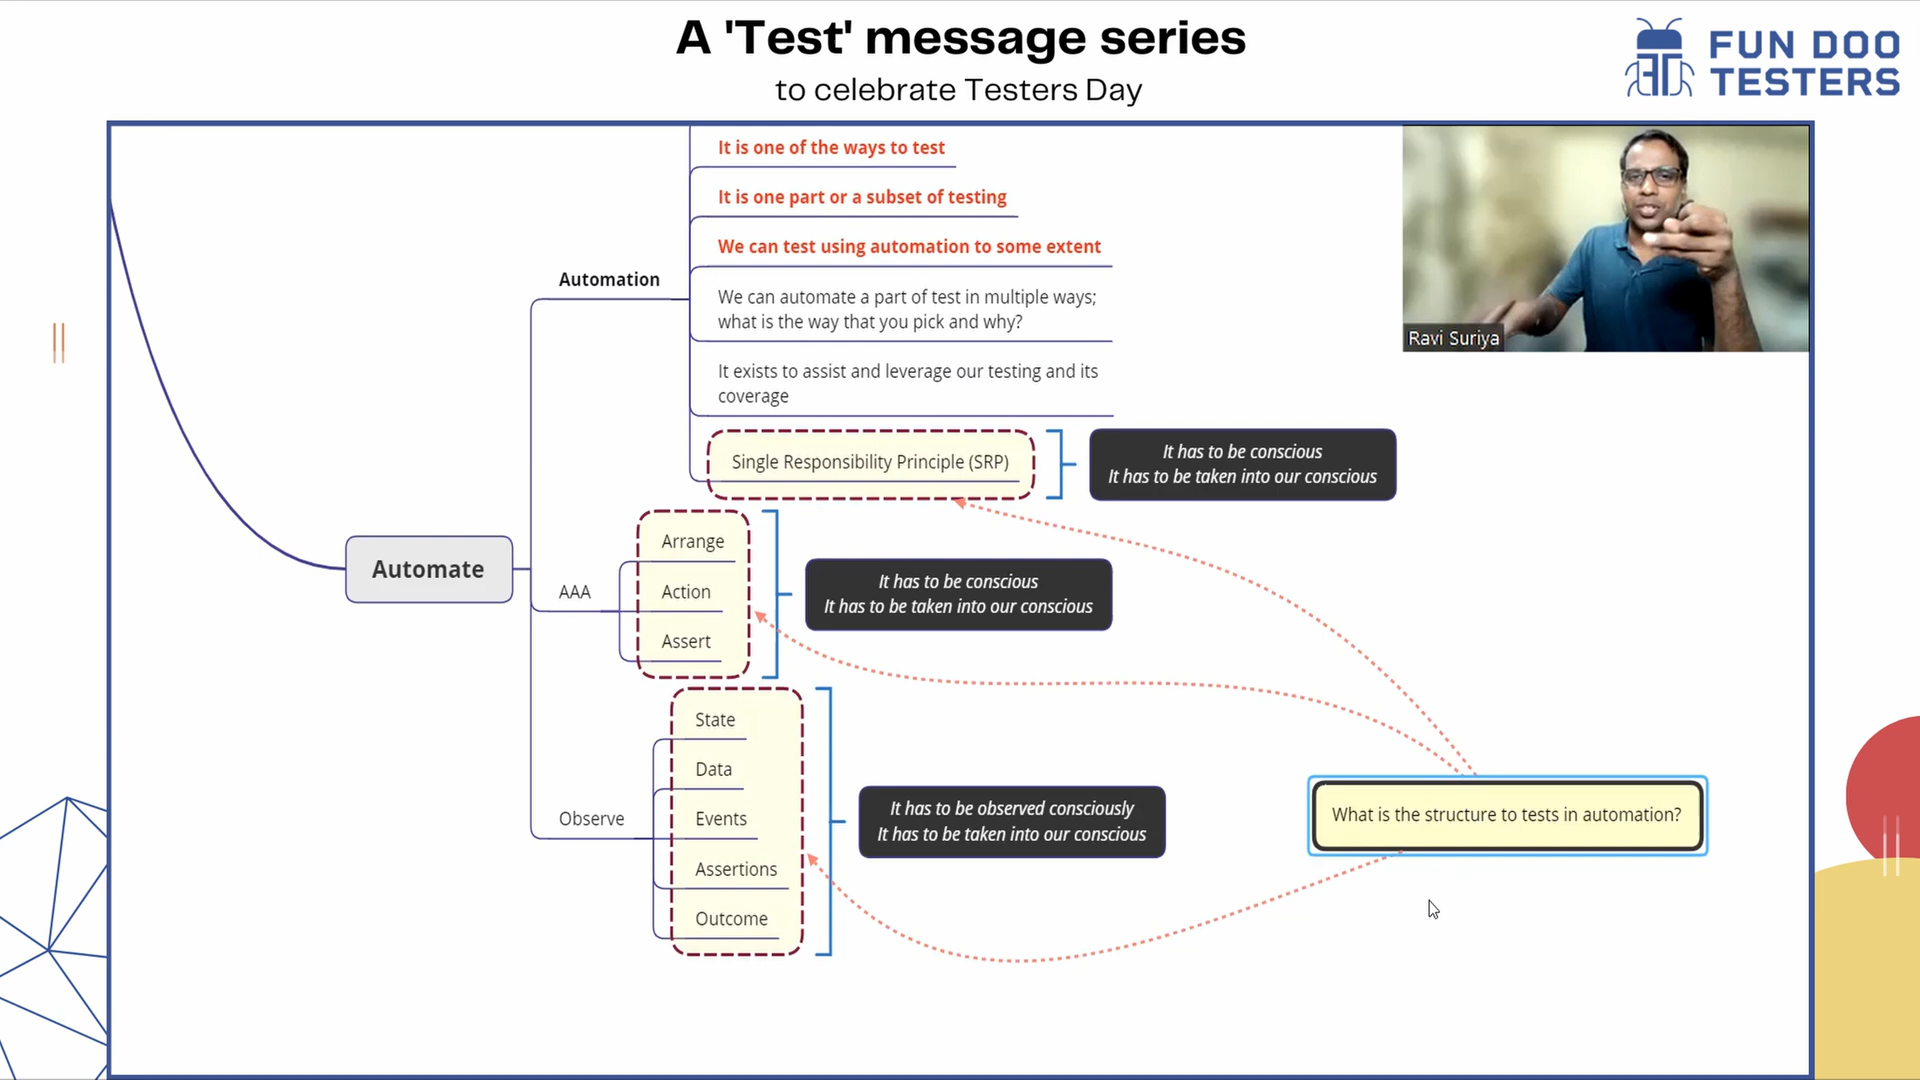 A 'Test' message series
to celebrate Testers Day
FUN DOO
TESTERS
It is one of the ways to test
It is one part or a subset of testing
We can test using automation to some extent
Automation
We can automate a part of test in multiple ways;
what is the way that you pick and why?
Ravi Suriya
It exists to assist and leverage our testing and its
coverage
Single Responsibility Principle (SRP)
It has to be conscious
It has to be taken into our conscious
Automate
AAA
Arrange
Action
Assert
It has to be conscious
It has to be taken into our conscious
Observe
State
Data
Events
Assertions
Outcome
It has to be observed consciously
It has to be taken into our conscious
What is the structure to tests in automation?